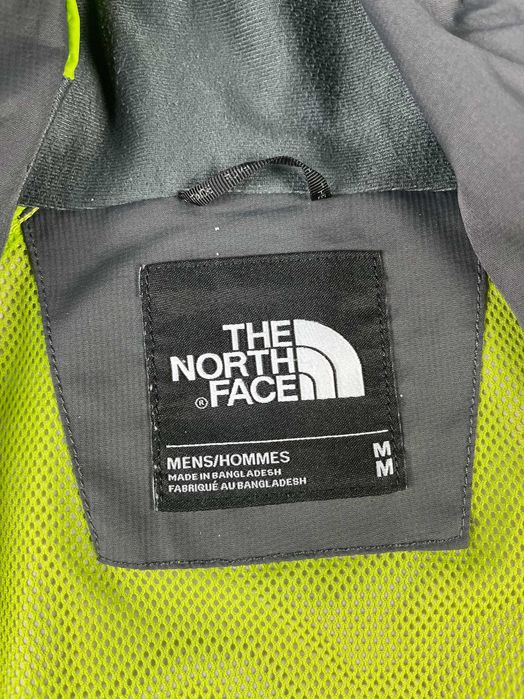 THE
NORTH
FACE
®
MENS/HOMMES M
MADE IN BANGLADESH M
FABRIQUÉ AU BANGLADESH